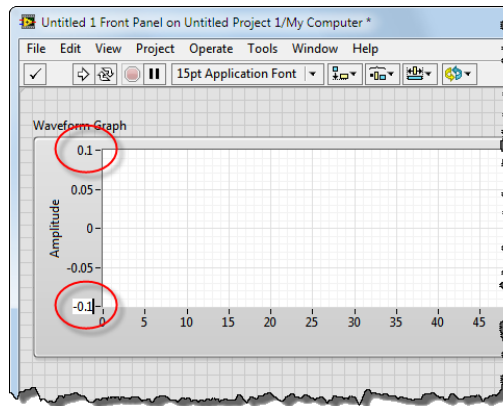 Untitled 1 Front Panel on Untitled Project 1/My Computer *
File Edit View Project Operate Tools Window Help
15pt Application Font
Waveform Graph
0.1
0.05
0
-0.05
-0.1
Amplitude
0 5 10 15 20 25 30 35 40 45